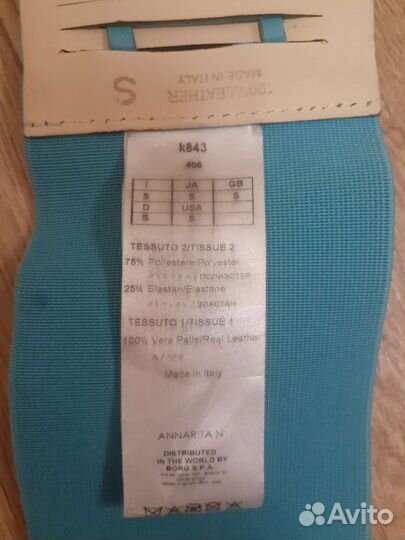 100% LEATHER
MADE IN ITALY
S
k843
406
I JA GB
S S S
D USA
S S
TESSUTO 2/TISSUE 2
75% Poliestere/Polyester
/ПОЛИЭСТЕР
25% Elastan/Elastane
/ЭЛАСТАН
TESSUTO 1/TISSUE 1
100% Vera Pelle/Real Leather
Made in Italy
ANNARITA N
DISTRIBUTED
IN THE WORLD BY
BORG S.P.A.
Avito